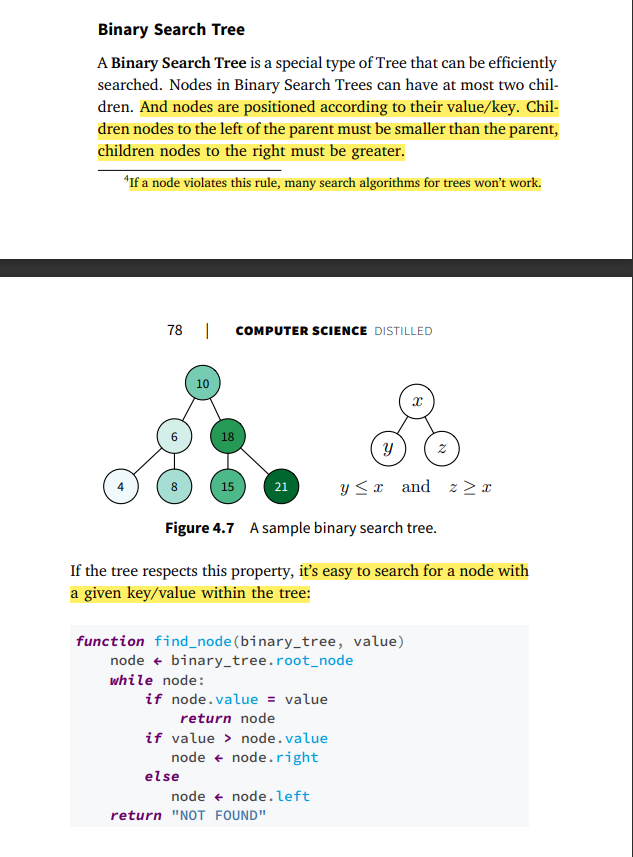 Binary Search Tree
A Binary Search Tree is a special type of Tree that can be efficiently
searched. Nodes in Binary Search Trees can have at most two chil-
dren. And nodes are positioned according to their value/key. Chil-
dren nodes to the left of the parent must be smaller than the parent,
children nodes to the right must be greater.
4If a node violates this rule, many search algorithms for trees won’t work.
78 | COMPUTER SCIENCE DISTILLED
10
6 18
4 8 15 21
x
y z
y ≤ x and z ≥ x
Figure 4.7 A sample binary search tree.
If the tree respects this property, it’s easy to search for a node with
a given key/value within the tree:
function find_node(binary_tree, value)
    node ← binary_tree.root_node
    while node:
        if node.value = value
            return node
        if value > node.value
            node ← node.right
        else
            node ← node.left
    return "NOT FOUND"